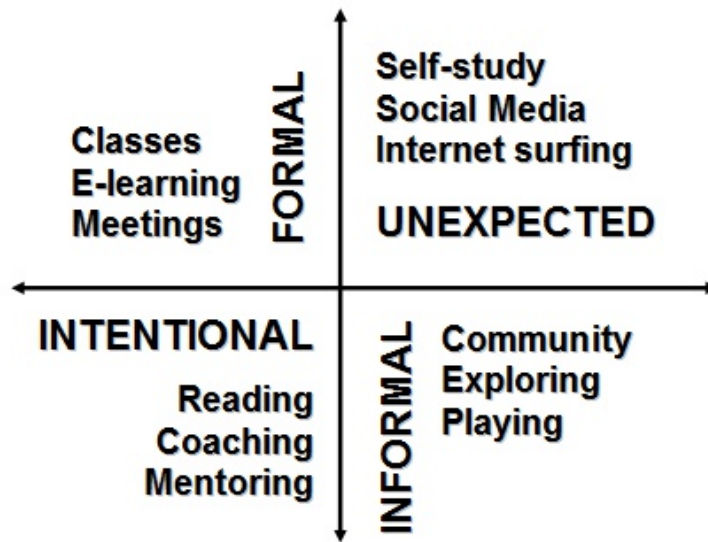 Classes
E-learning
Meetings
FORMAL
Self-study
Social Media
Internet surfing
UNEXPECTED
INTENTIONAL
Reading
Coaching
Mentoring
INFORMAL
Community
Exploring
Playing